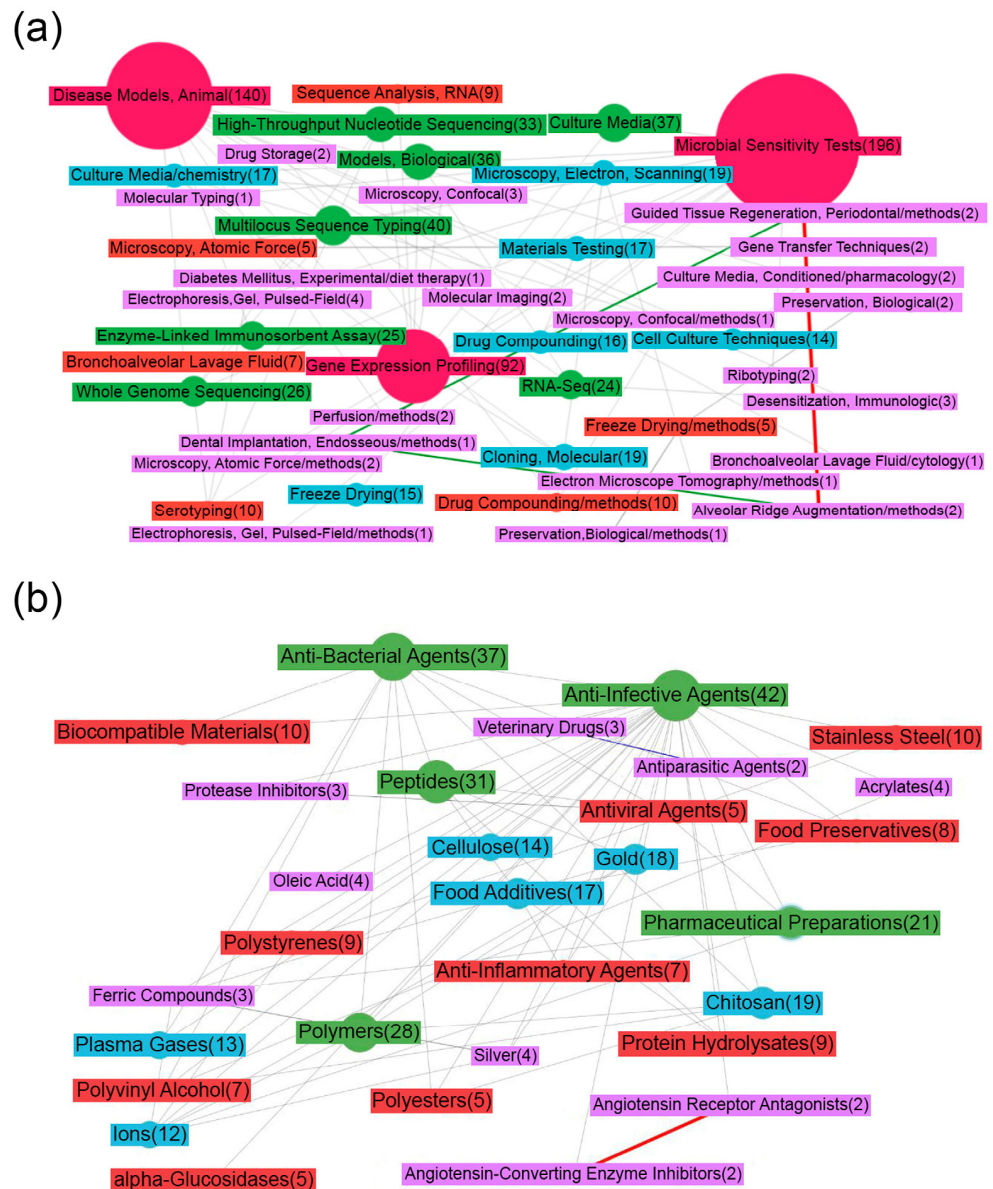 (a)
Disease Models, Animal(140)
Sequence Analysis, RNA(9)
High-Throughput Nucleotide Sequencing(33)
Culture Media(37)
Microbial Sensitivity Tests(196)
Drug Storage(2)
Models, Biological(36)
Culture Media/chemistry(17)
Microscopy, Electron, Scanning(19)
Molecular Typing(1)
Microscopy, Confocal(3)
Guided Tissue Regeneration, Periodontal/methods(2)
Multilocus Sequence Typing(40)
Microscopy, Atomic Force(5)
Materials Testing(17)
Gene Transfer Techniques(2)
Diabetes Mellitus, Experimental/diet therapy(1)
Culture Media, Conditioned/pharmacology(2)
Electrophoresis,Gel, Pulsed-Field(4)
Molecular Imaging(2)
Preservation, Biological(2)
Microscopy, Confocal/methods(1)
Enzyme-Linked Immunosorbent Assay(25)
Drug Compounding(16)
Cell Culture Techniques(14)
Bronchoalveolar Lavage Fluid(7)
Gene Expression Profiling(92)
Ribotyping(2)
Whole Genome Sequencing(26)
RNA-Seq(24)
Desensitization, Immunologic(3)
Perfusion/methods(2)
Freeze Drying/methods(5)
Dental Implantation, Endosseous/methods(1)
Microscopy, Atomic Force/methods(2)
Cloning, Molecular(19)
Bronchoalveolar Lavage Fluid/cytology(1)
Electron Microscope Tomography/methods(1)
Freeze Drying(15)
Drug Compounding/methods(10)
Serotyping(10)
Alveolar Ridge Augmentation/methods(2)
Electrophoresis, Gel, Pulsed-Field/methods(1)
Preservation,Biological/methods(1)
(b)
Anti-Bacterial Agents(37)
Anti-Infective Agents(42)
Biocompatible Materials(10)
Veterinary Drugs(3)
Stainless Steel(10)
Antiparasitic Agents(2)
Peptides(31)
Protease Inhibitors(3)
Acrylates(4)
Antiviral Agents(5)
Food Preservatives(8)
Cellulose(14)
Gold(18)
Oleic Acid(4)
Food Additives(17)
Pharmaceutical Preparations(21)
Polystyrenes(9)
Anti-Inflammatory Agents(7)
Ferric Compounds(3)
Chitosan(19)
Polymers(28)
Plasma Gases(13)
Silver(4)
Protein Hydrolysates(9)
Polyvinyl Alcohol(7)
Polyesters(5)
Angiotensin Receptor Antagonists(2)
Ions(12)
Angiotensin-Converting Enzyme Inhibitors(2)
alpha-Glucosidases(5)